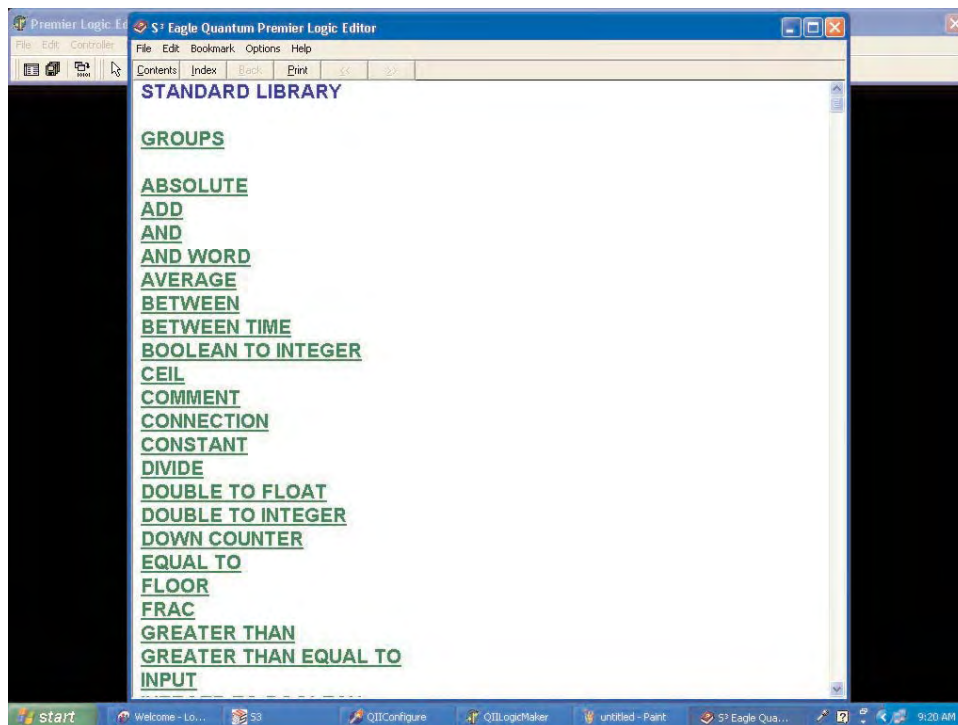 Premier Logic Ed
S³ Eagle Quantum Premier Logic Editor
File Edit Controller
File Edit Bookmark Options Help
Contents Index Back Print << >>
STANDARD LIBRARY
GROUPS
ABSOLUTE
ADD
AND
AND WORD
AVERAGE
BETWEEN
BETWEEN TIME
BOOLEAN TO INTEGER
CEIL
COMMENT
CONNECTION
CONSTANT
DIVIDE
DOUBLE TO FLOAT
DOUBLE TO INTEGER
DOWN COUNTER
EQUAL TO
FLOOR
FRAC
GREATER THAN
GREATER THAN EQUAL TO
INPUT
INTEGER TO BOOLEAN
start Welcome - Lo... S3 QIIConfigure QIILogicMaker untitled - Paint S³ Eagle Qua... 9:20 AM